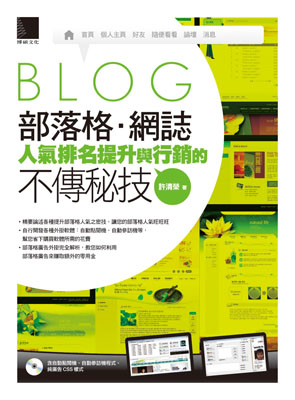 博碩文化
首頁 個人主頁 好友 隨便看看 論壇 消息
BLOG
部落格·網誌
人氣排名提升與行銷的
不傳秘技
許清榮 著
• 精要論述各種提升部落格人氣之密技，讓您的部落格人氣旺旺旺
• 自行開發各種外掛軟體：自動點閱機、自動參訪機等，
幫您省下購買軟體所需的花費
• 部落格廣告外掛完全解析，教您如何利用
部落格廣告來賺取額外的零用金
含自動點閱機、自動參訪機程式、
純廣告 CSS 模式